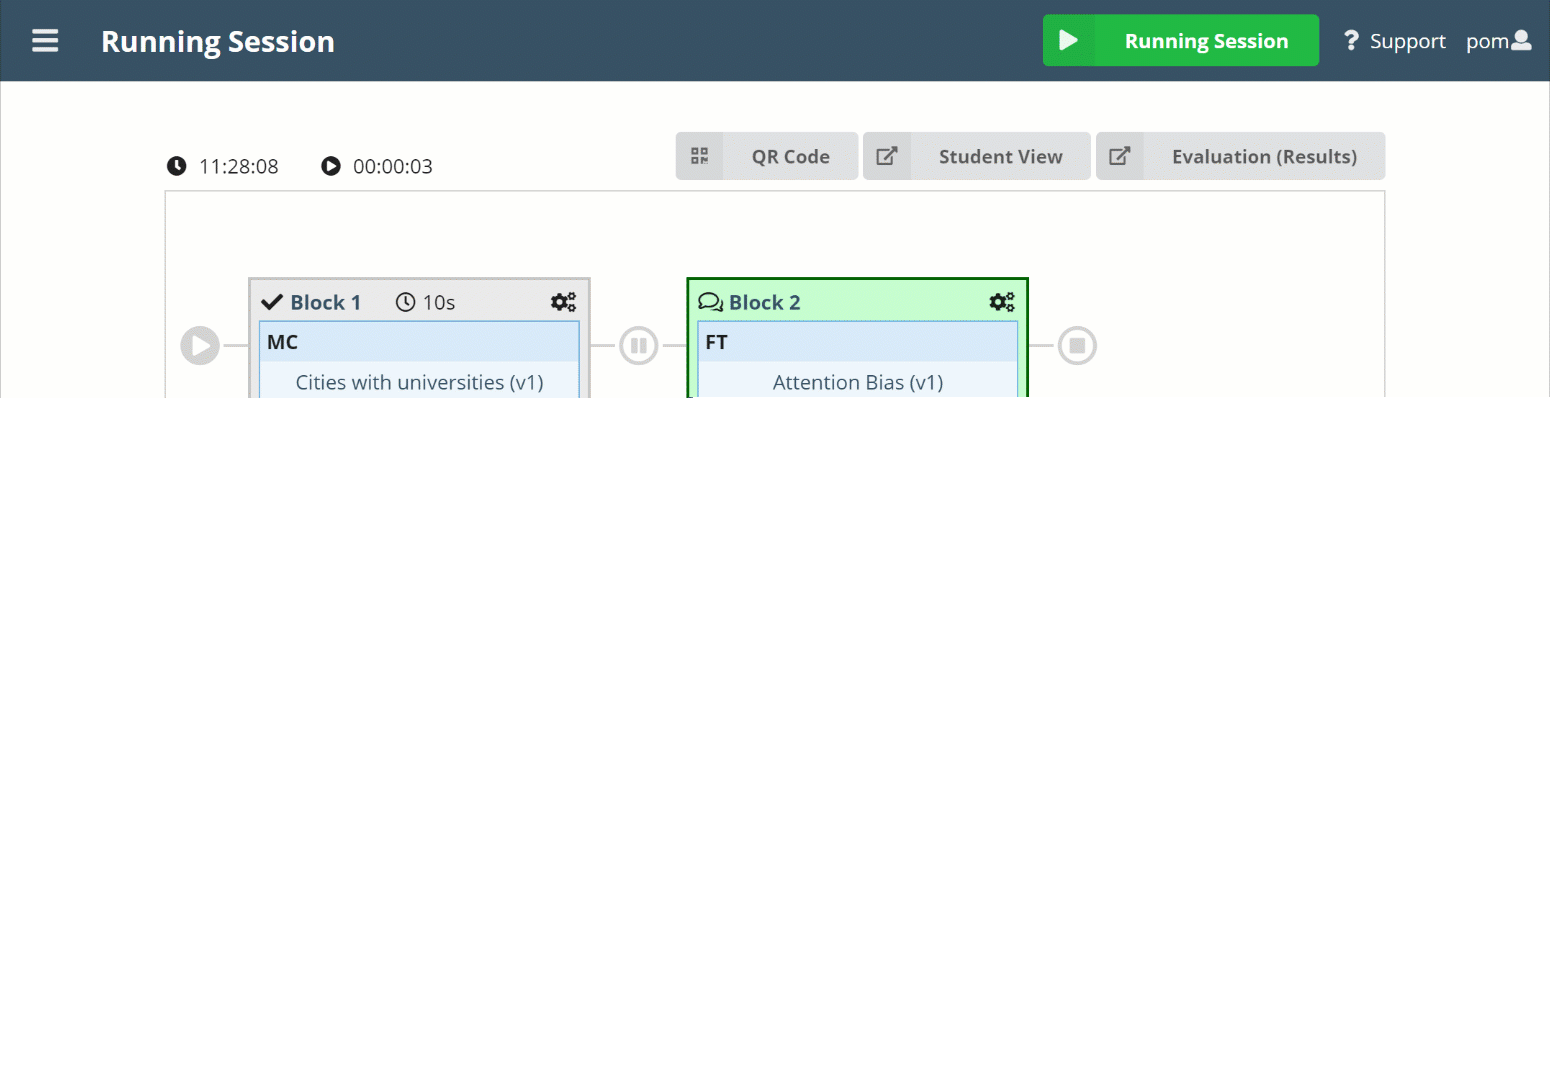 Running Session
Running Session
? Support
pom
11:28:08
00:00:03
QR Code
Student View
Evaluation (Results)
Block 1
10s
MC
Cities with universities (v1)
Block 2
FT
Attention Bias (v1)